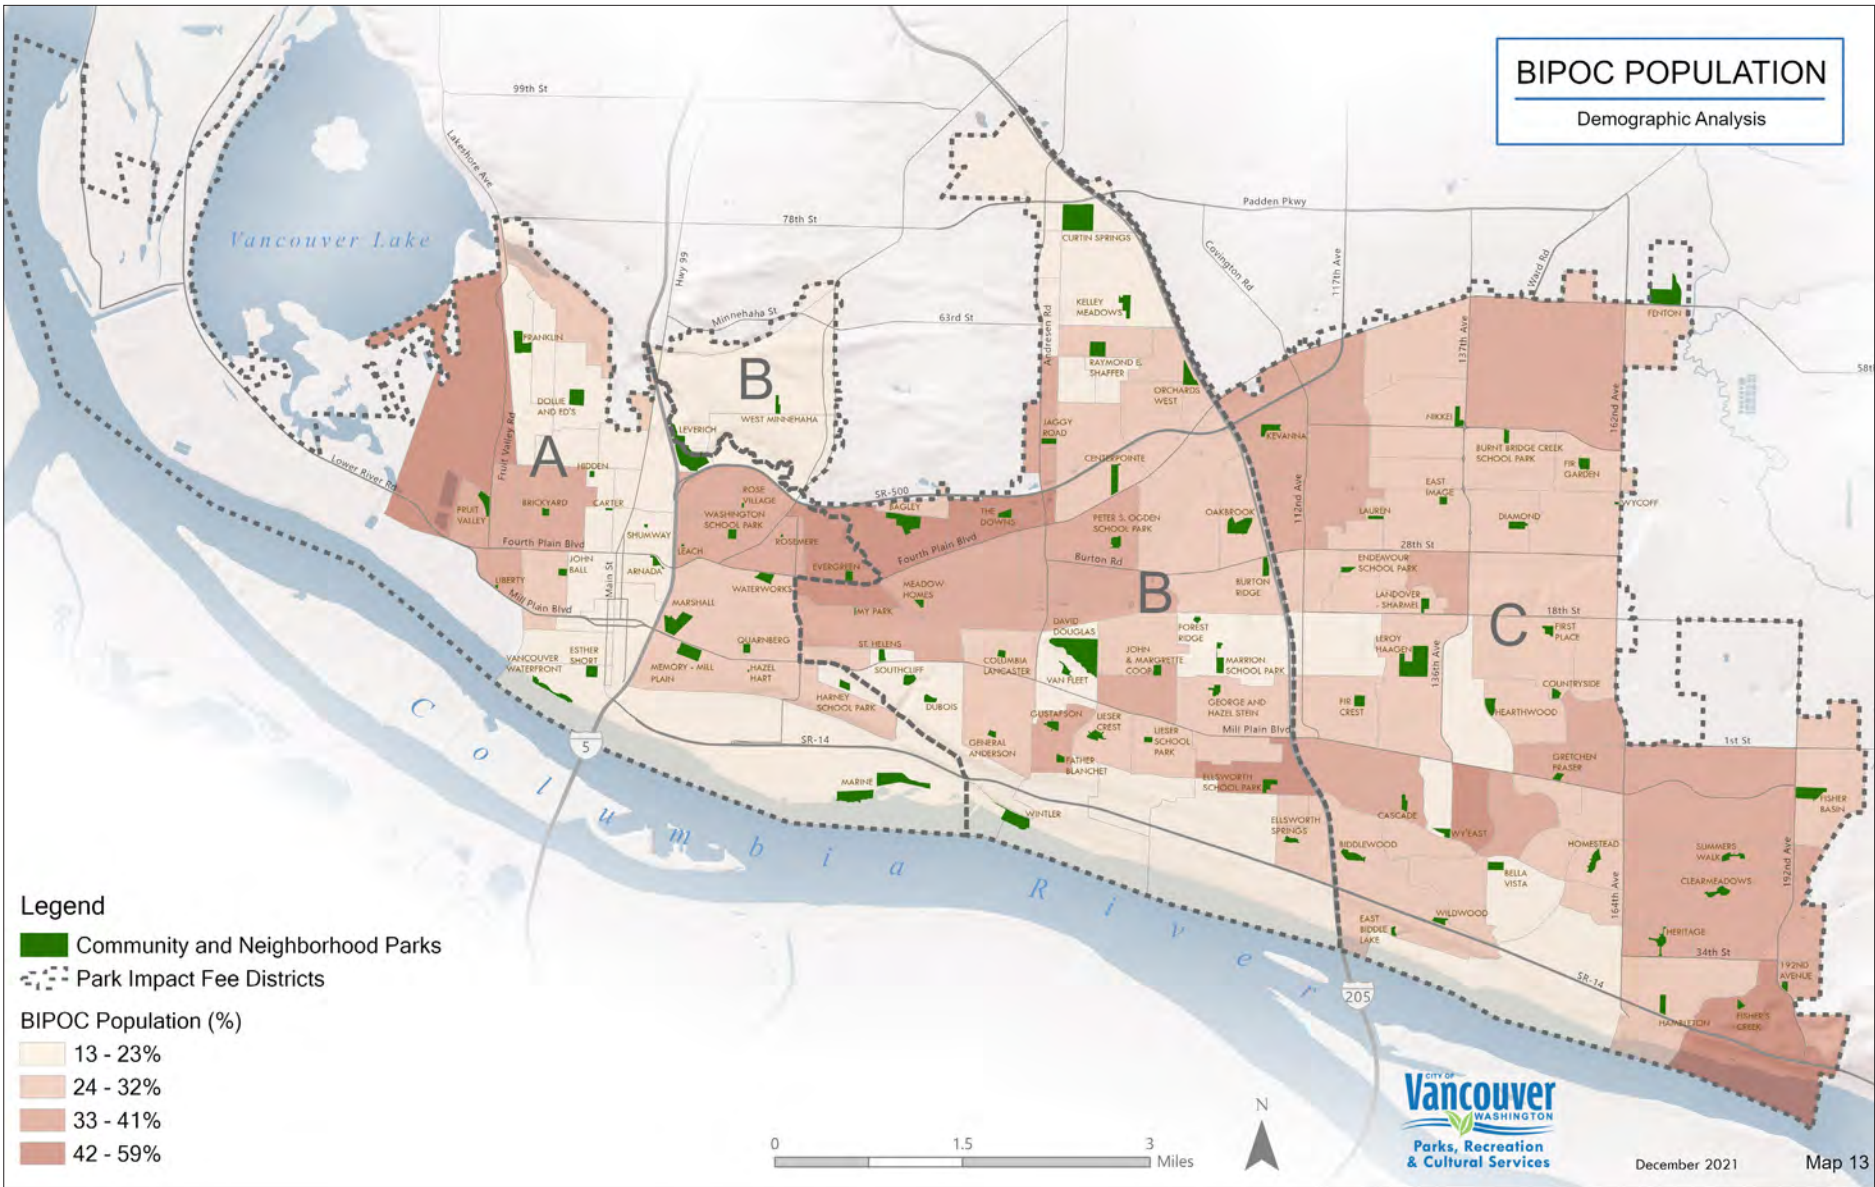 BIPOC POPULATION
Demographic Analysis
99th St
Lakeshore Ave
Vancouver Lake
78th St
Hwy 99
Padden Pkwy
CURTIN SPRINGS
Covington Rd
117th Ave
Ward Rd
Minnehaha St
63rd St
KELLEY
MEADOWS
Andresen Rd
137th Ave
FENTON
58th
FRANKLIN
RAYMOND E.
SHAFFER
ORCHARDS
WEST
B
DOLLIE
AND ED'S
WEST MINNEHAHA
162nd Ave
LEVERICH
JAGGY
ROAD
KEVANNA
NIKKEI
Fruit Valley Rd
A
BURNT BRIDGE CREEK
SCHOOL PARK
FIR
GARDEN
Lower River Rd
HIDDEN
CENTERPOINTE
SR-500
112th Ave
EAST
IMAGE
BRICKYARD
CARTER
ROSE
VILLAGE
WASHINGTON
SCHOOL PARK
BAGLEY
THE
DOWNS
WYCOFF
FRUIT
VALLEY
PETER S. OGDEN
SCHOOL PARK
OAKBROOK
LAUREN
DIAMOND
Fourth Plain Blvd
SHUMWAY
LEACH
ROSEMERE
Fourth Plain Blvd
Burton Rd
28th St
JOHN
BALL
ARNADA
EVERGREEN
ENDEAVOUR
SCHOOL PARK
LIBERTY
Main St
WATERWORKS
MEADOW
HOMES
BURTON
RIDGE
B
Mill Plain Blvd
MARSHALL
MY PARK
LANDOVER
- SHARMEL
18th St
C
DAVID
DOUGLAS
FOREST
RIDGE
FIRST
PLACE
QUARNBERG
ST. HELENS
LEROY
HAAGEN
136th Ave
VANCOUVER
WATERFRONT
ESTHER
SHORT
MEMORY - MILL
PLAIN
HAZEL
HART
SOUTHCLIFF
COLUMBIA
LANCASTER
VAN FLEET
JOHN
& MARGRETTE
COOP
MARRION
SCHOOL PARK
COUNTRYSIDE
HARNEY
SCHOOL PARK
DUBOIS
GEORGE AND
HAZEL STEIN
FIR
CREST
HEARTHWOOD
GUSTAFSON
LIESER
CREST
LIESER
SCHOOL
PARK
Mill Plain Blvd
5
SR-14
GENERAL
ANDERSON
1st St
FATHER
BLANCHET
GRETCHEN
FRASER
MARINE
ELLSWORTH
SCHOOL PARK
FISHER
BASIN
WINTLER
CASCADE
ELLSWORTH
SPRINGS
WY'EAST
BIDDLEWOOD
HOMESTEAD
SUMMERS
WALK
192nd Ave
BELLA
VISTA
CLEARMEADOWS
164th Ave
Columbia River
EAST
BIDDLE
LAKE
WILDWOOD
HERITAGE
34th St
192ND
AVENUE
SR-14
205
HAMBLETON
FISHER'S
CREEK
Legend
Community and Neighborhood Parks
Park Impact Fee Districts
BIPOC Population (%)
13 - 23%
24 - 32%
33 - 41%
42 - 59%
0 1.5 3
Miles
N
CITY OF
Vancouver
WASHINGTON
Parks, Recreation
& Cultural Services
December 2021
Map 13